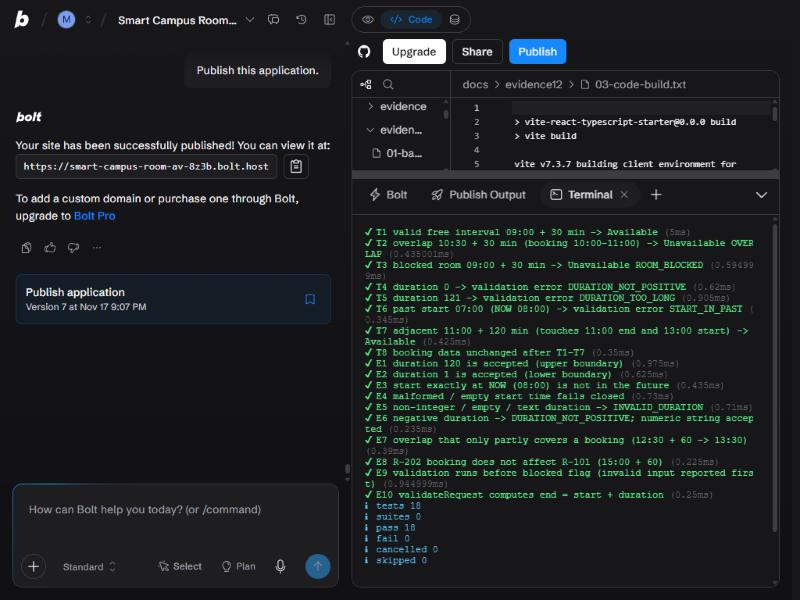 b / M / Smart Campus Room...
Code
Upgrade Share Publish
Publish this application.
bolt
Your site has been successfully published! You can view it at:
https://smart-campus-room-av-8z3b.bolt.host
To add a custom domain or purchase one through Bolt,
upgrade to Bolt Pro
Publish application
Version 7 at Nov 17 9:07 PM
How can Bolt help you today? (or /command)
Standard Select Plan
evidence
eviden...
01-ba...
docs > evidence12 > 03-code-build.txt
1
2 > vite-react-typescript-starter@0.0.0 build
3 > vite build
4
5 vite v7.3.7 building client environment for
Bolt Publish Output Terminal
✔ T1 valid free interval 09:00 + 30 min -> Available (5ms)
✔ T2 overlap 10:30 + 30 min (booking 10:00-11:00) -> Unavailable OVER
LAP (0.435001ms)
✔ T3 blocked room 09:00 + 30 min -> Unavailable ROOM_BLOCKED (0.59499
9ms)
✔ T4 duration 0 -> validation error DURATION_NOT_POSITIVE (0.62ms)
✔ T5 duration 121 -> validation error DURATION_TOO_LONG (0.905ms)
✔ T6 past start 07:00 (NOW 08:00) -> validation error START_IN_PAST (
0.345ms)
✔ T7 adjacent 11:00 + 120 min (touches 11:00 end and 13:00 start) ->
Available (0.425ms)
✔ T8 booking data unchanged after T1-T7 (0.35ms)
✔ E1 duration 120 is accepted (upper boundary) (0.975ms)
✔ E2 duration 1 is accepted (lower boundary) (0.625ms)
✔ E3 start exactly at NOW (08:00) is not in the future (0.435ms)
✔ E4 malformed / empty start time fails closed (0.73ms)
✔ E5 non-integer / empty / text duration -> INVALID_DURATION (0.71ms)
✔ E6 negative duration -> DURATION_NOT_POSITIVE; numeric string accep
ted (0.235ms)
✔ E7 overlap that only partly covers a booking (12:30 + 60 -> 13:30)
(0.39ms)
✔ E8 R-202 booking does not affect R-101 (15:00 + 60) (0.225ms)
✔ E9 validation runs before blocked flag (invalid input reported firs
t) (0.944999ms)
✔ E10 validateRequest computes end = start + duration (0.25ms)
ℹ tests 18
ℹ suites 0
ℹ pass 18
ℹ fail 0
ℹ cancelled 0
ℹ skipped 0